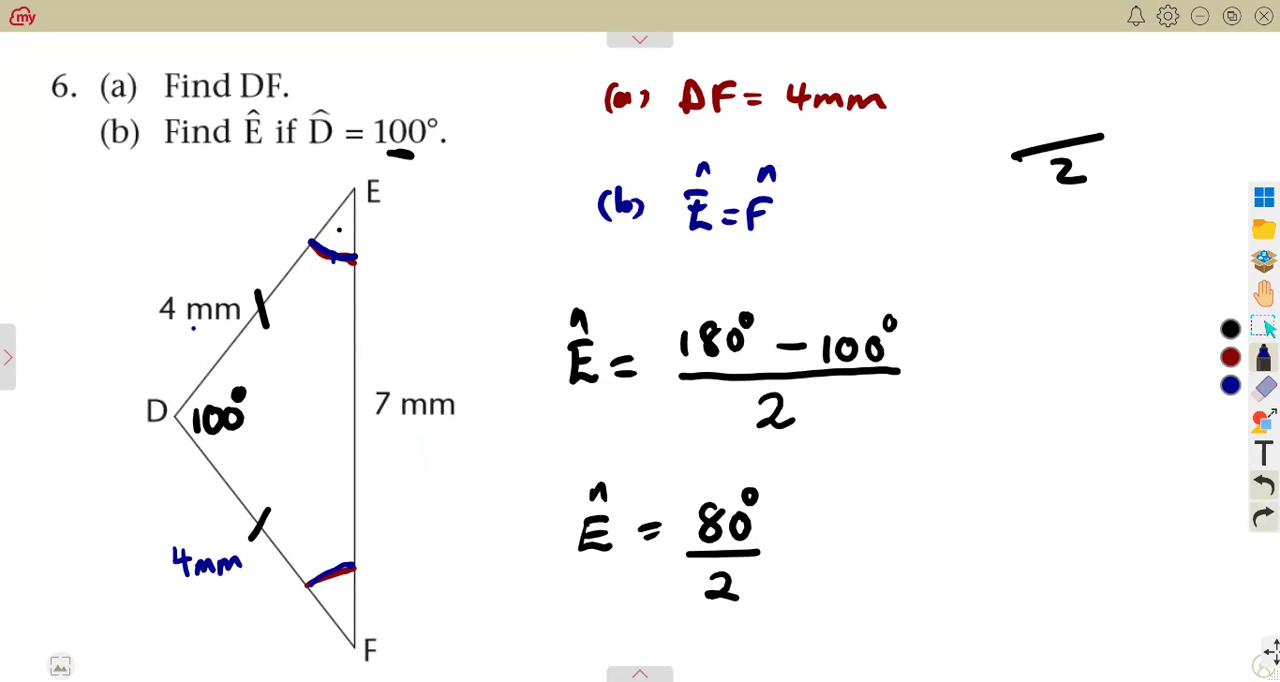 my
6. (a) Find DF.
(b) Find Ê if D̂ = 100°.
E
4 mm
D
100°
7 mm
4mm
F
(a) DF = 4mm
(b) Ê = F̂
Ê = 180° - 100°
2
Ê = 80°
2
2
T